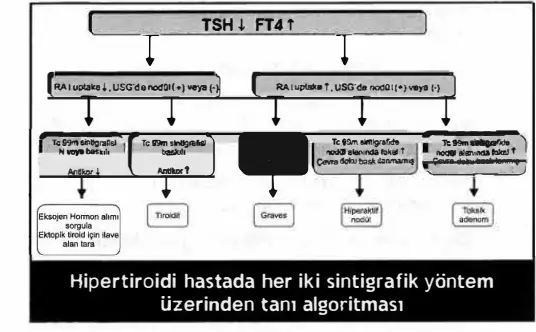 TSH ↓ FT4 ↑
RAI uptake ↓, USG'de nodül(+) veya (-)
RAI uptake ↑, USG'de nodül(+) veya (-)
Tc 99m sintigrafisi
N veya baskılı
Antikor ↓
Tc 99m sintigrafisi
baskılı
Antikor ↑
Tc 99m sintigrafide
nodül alanında fokal ↑
Çevre doku baskılanmamış
Tc 99m sintigrafide
nodül alanında fokal ↑
Çevre doku baskılanmış
Eksojen Hormon alımı
sorgula
Ektopik tiroid için ilave
alan tara
Tiroidit
Graves
Hiperaktif
nodül
Toksik
adenom
Hipertiroidi hastada her iki sintigrafik yöntem
üzerinden tanı algoritması